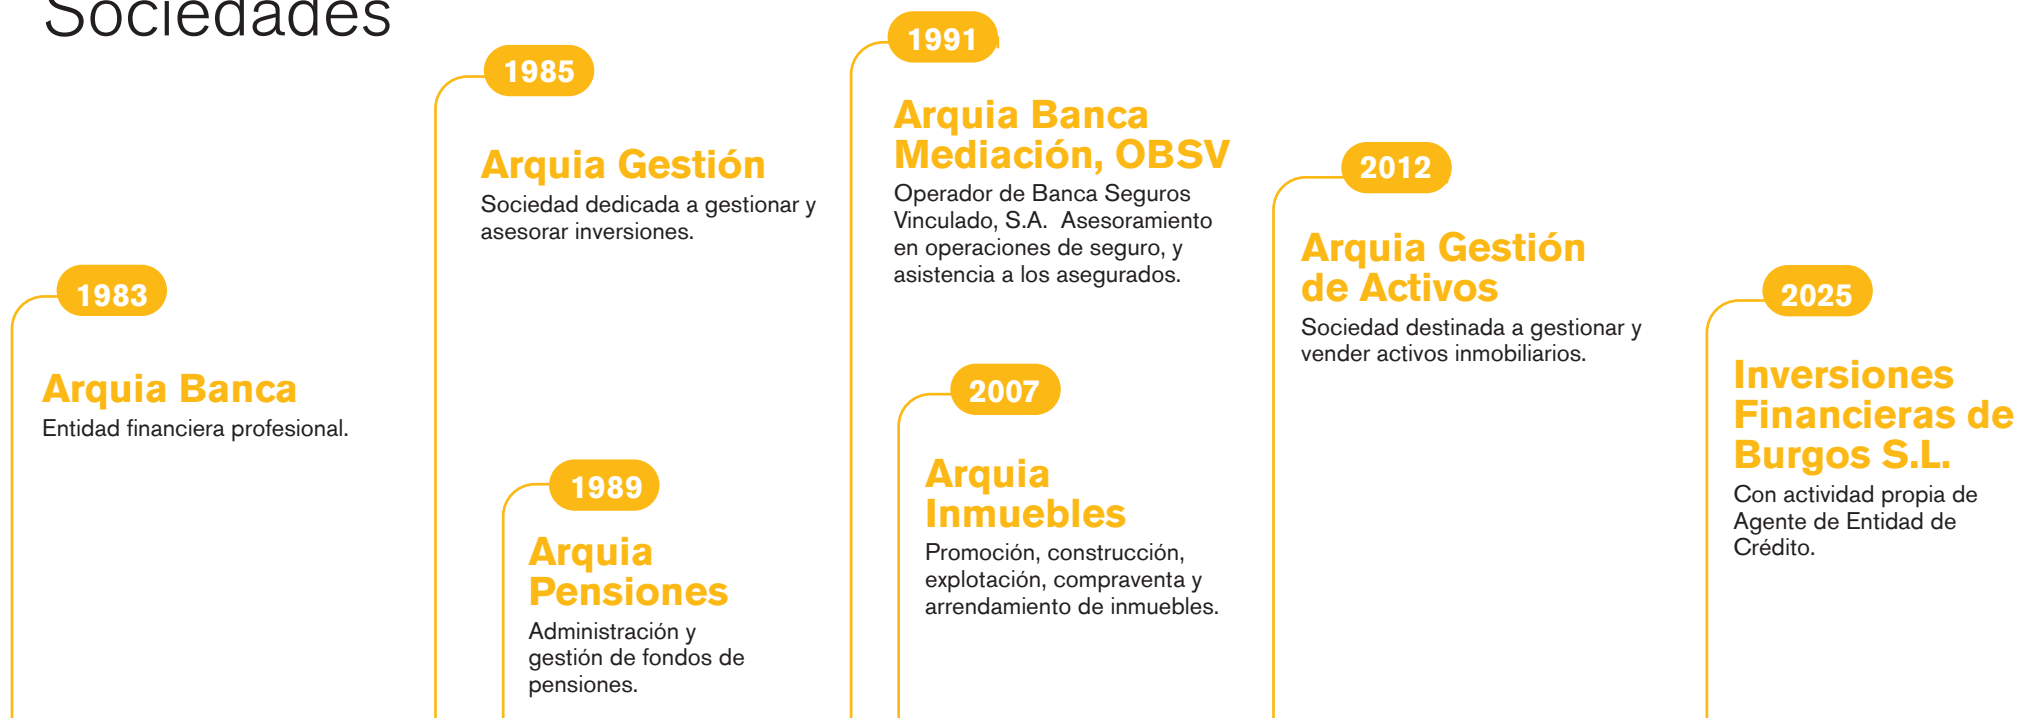 Sociedades
1983
Arquia Banca
Entidad financiera profesional.
1985
Arquia Gestión
Sociedad dedicada a gestionar y
asesorar inversiones.
1989
Arquia
Pensiones
Administración y
gestión de fondos de
pensiones.
1991
Arquia Banca
Mediación, OBSV
Operador de Banca Seguros
Vinculado, S.A.  Asesoramiento
en operaciones de seguro, y
asistencia a los asegurados.
2007
Arquia
Inmuebles
Promoción, construcción,
explotación, compraventa y
arrendamiento de inmuebles.
2012
Arquia Gestión
de Activos
Sociedad destinada a gestionar y
vender activos inmobiliarios.
2025
Inversiones
Financieras de
Burgos S.L.
Con actividad propia de
Agente de Entidad de
Crédito.